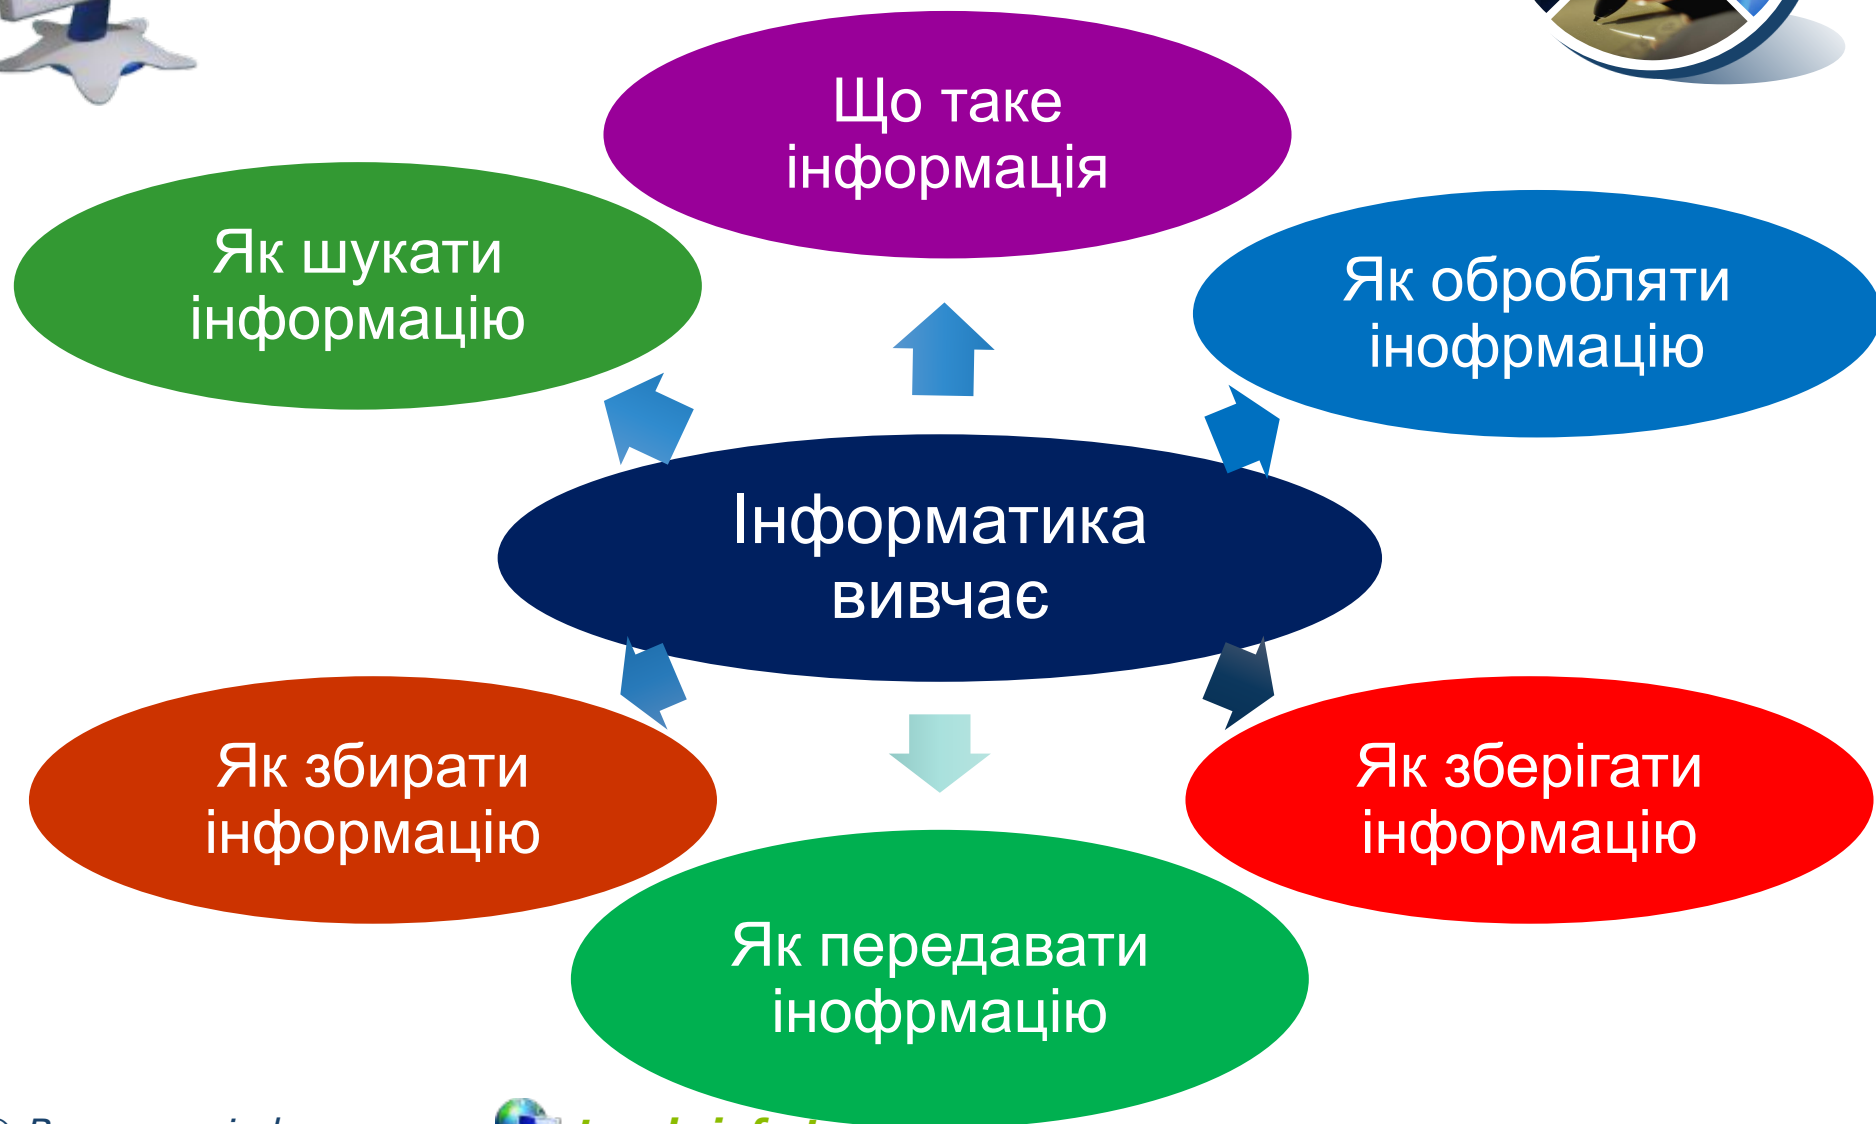 Що таке
інформація
Як шукати
інформацію
Як обробляти
інофрмацію
Інформатика
вивчає
Як збирати
інформацію
Як зберігати
інформацію
Як передавати
інофрмацію